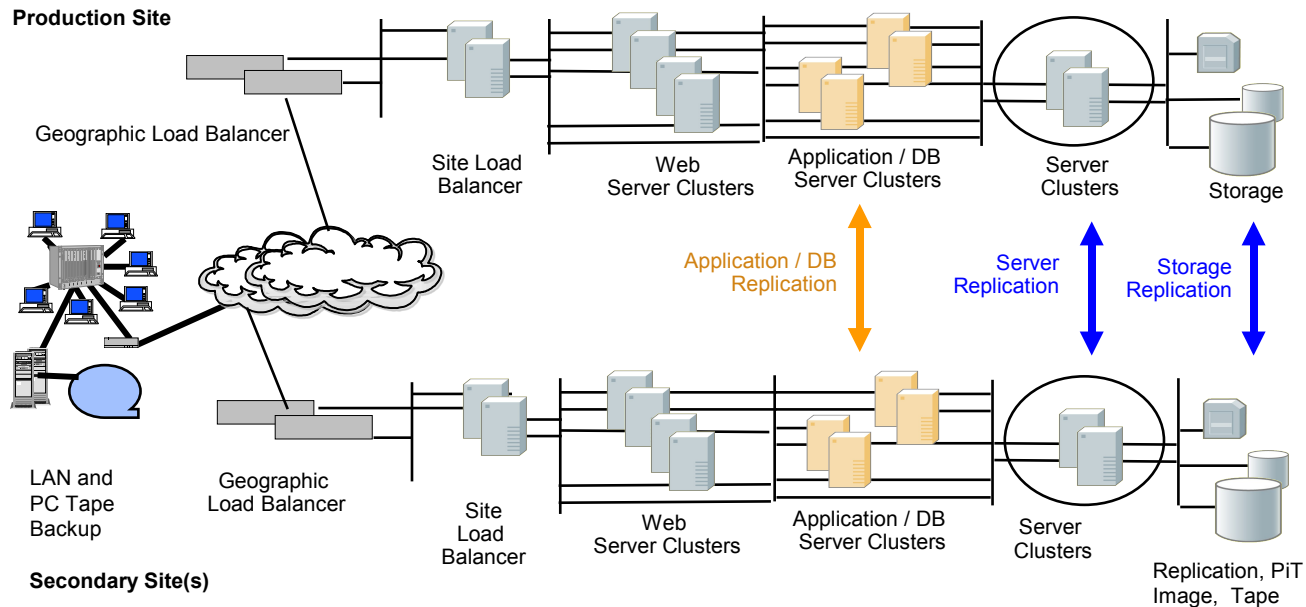 Production Site
Geographic Load Balancer
Site Load
Balancer
Web
Server Clusters
Application / DB
Server Clusters
Server
Clusters
Storage
Application / DB
Replication
Server
Replication
Storage
Replication
LAN and
PC Tape
Backup
Geographic
Load Balancer
Site
Load
Balancer
Web
Server Clusters
Application / DB
Server Clusters
Server
Clusters
Replication, PiT
Image, Tape
Secondary Site(s)